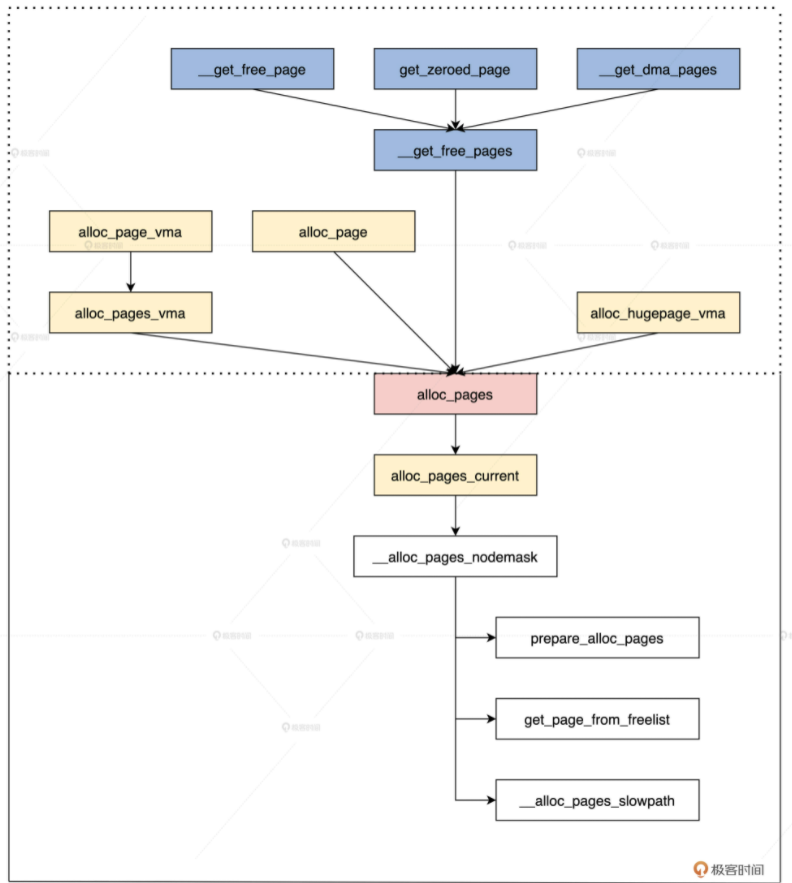 __get_free_page
get_zeroed_page
__get_dma_pages
__get_free_pages
alloc_page_vma
alloc_page
alloc_pages_vma
alloc_hugepage_vma
alloc_pages
alloc_pages_current
__alloc_pages_nodemask
prepare_alloc_pages
get_page_from_freelist
__alloc_pages_slowpath
极客时间